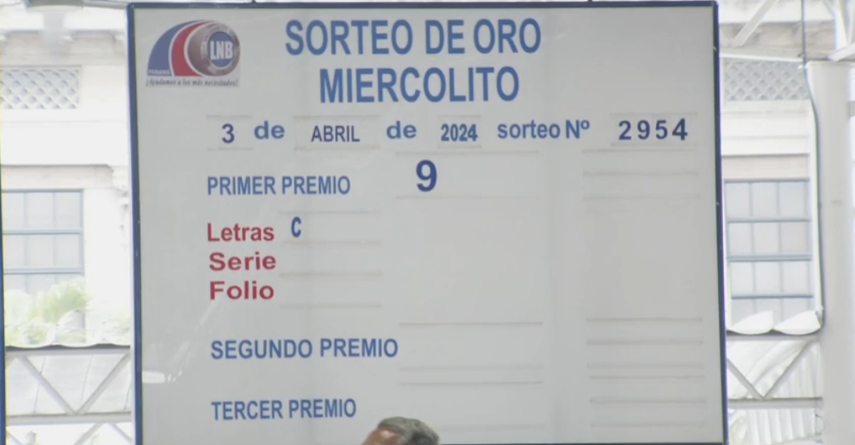 LNB
¡Ayudamos a los más necesitados!
SORTEO DE ORO
MIERCOLITO
3 de ABRIL de 2024 sorteo Nº 2954
PRIMER PREMIO 9
Letras C
Serie
Folio
SEGUNDO PREMIO
TERCER PREMIO